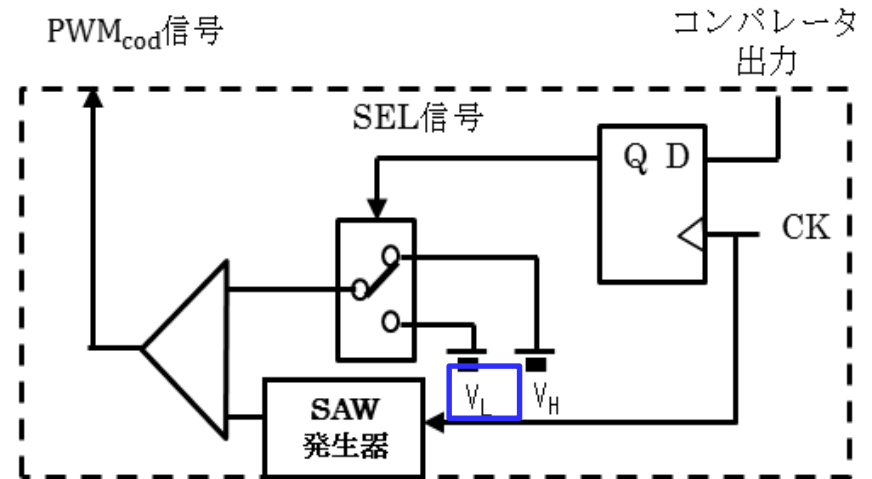 PWMcod信号
コンパレータ
出力
SEL信号
Q D
CK
VL VH
SAW
発生器